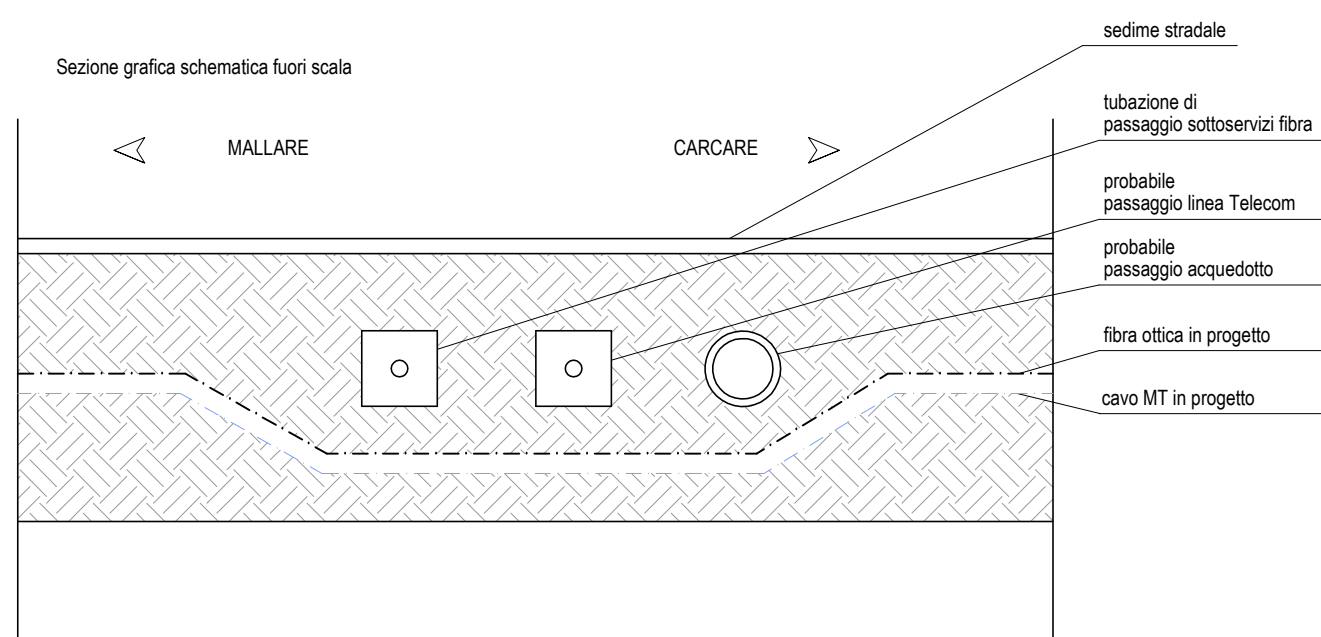 sedime stradale
Sezione grafica schematica fuori scala
tubazione di
passaggio sottoservizi fibra
MALLARE
CARCARE
probabile
passaggio linea Telecom
probabile
passaggio acquedotto
fibra ottica in progetto
cavo MT in progetto